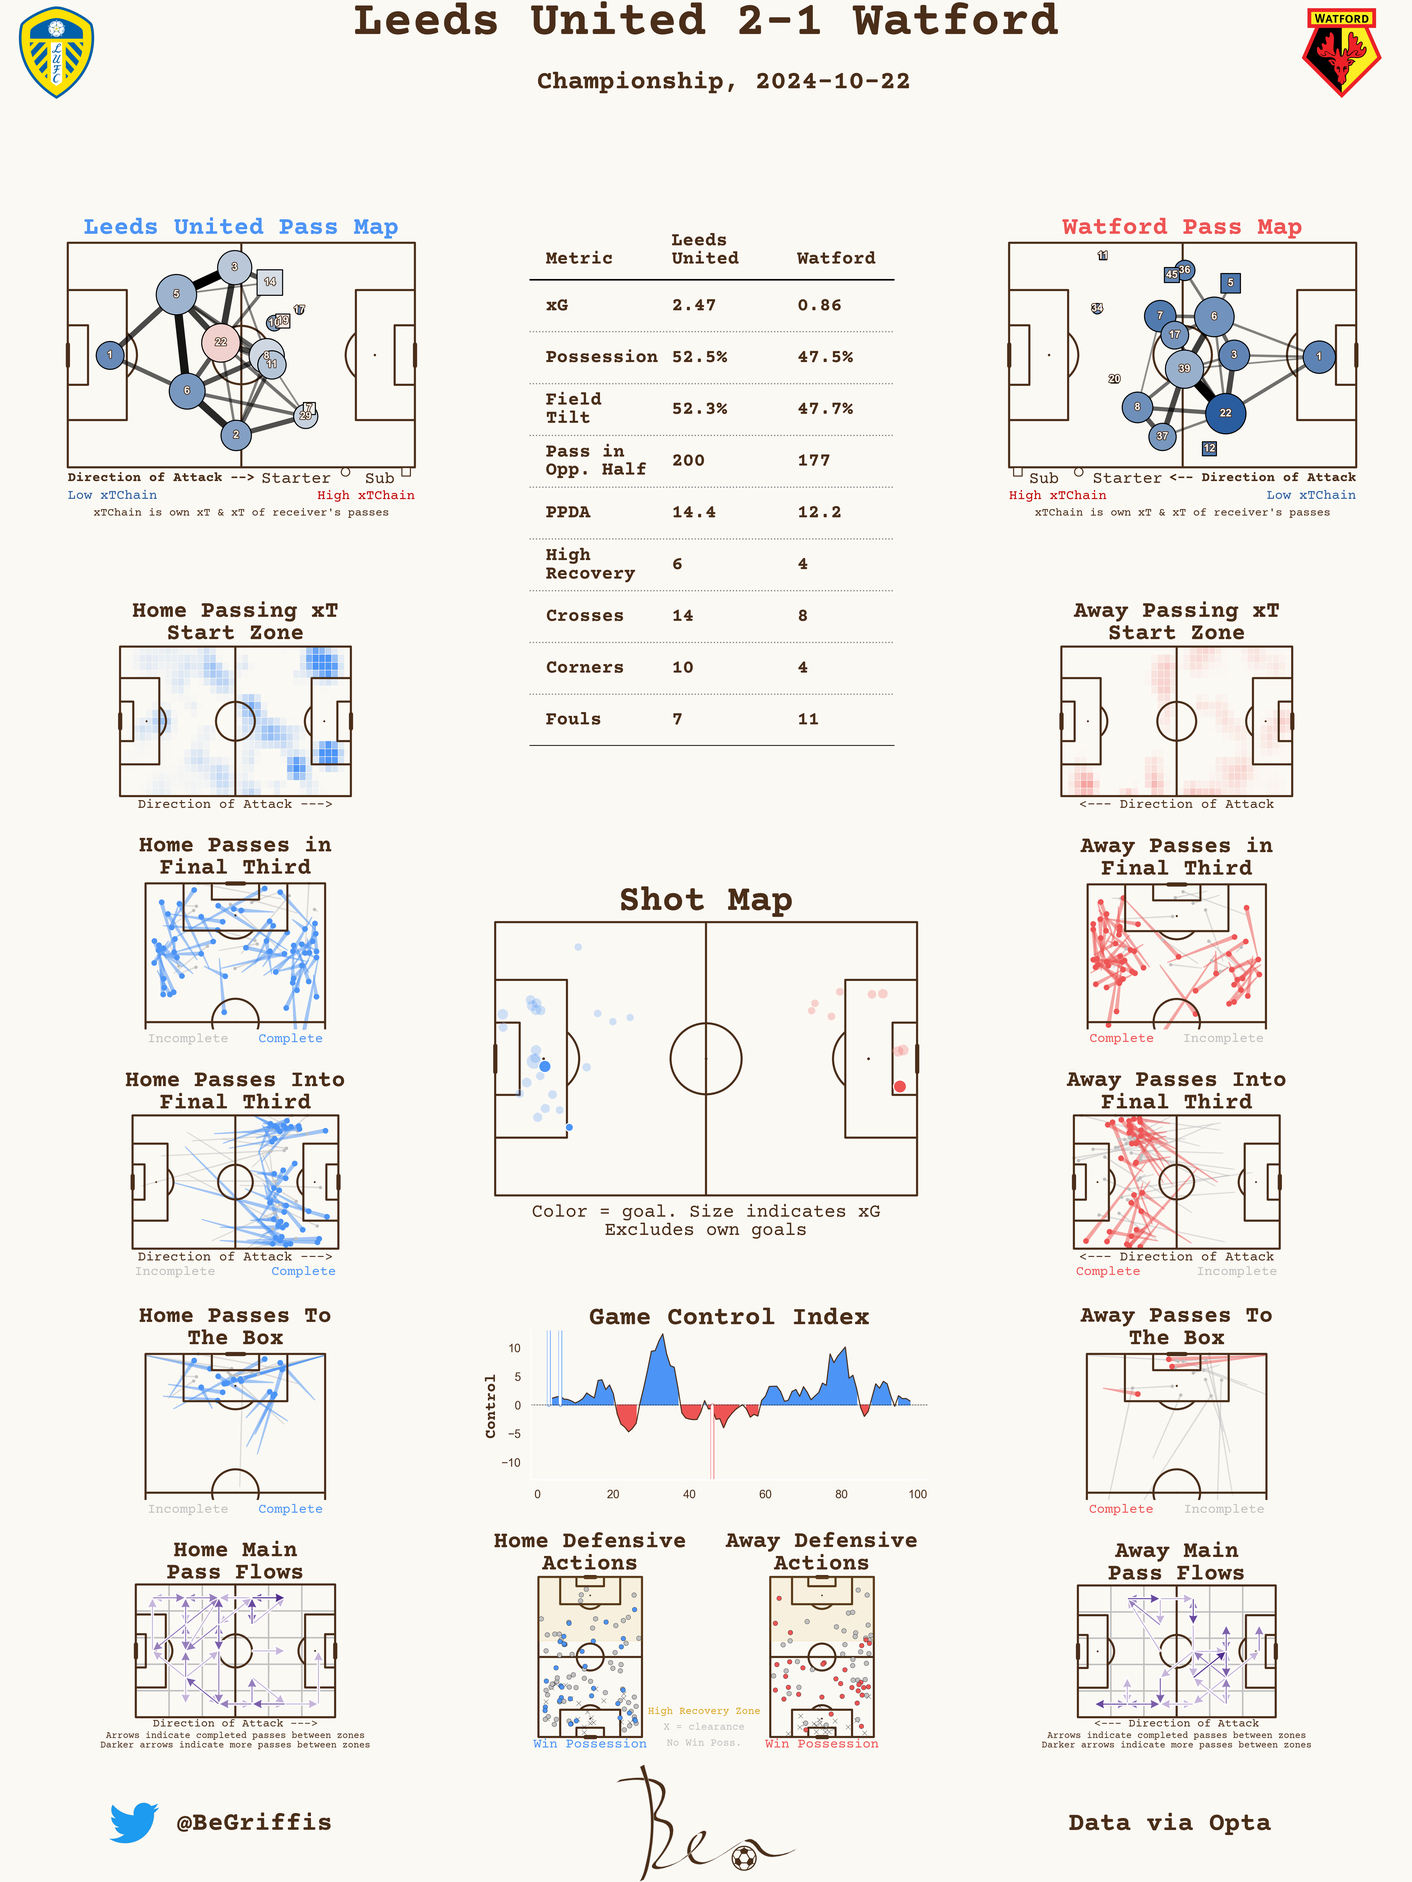 Leeds United 2-1 Watford
WATFORD
LUFC
Championship, 2024-10-22
Leeds United Pass Map
3
5
14
17
10
19
22
1
8
11
6
7
29
2
Direction of Attack --> Starter Sub
Low xTChain High xTChain
xTChain is own xT & xT of receiver's passes
Metric Leeds United Watford
xG 2.47 0.86
Possession 52.5% 47.5%
Field Tilt 52.3% 47.7%
Pass in Opp. Half 200 177
PPDA 14.4 12.2
High Recovery 6 4
Crosses 14 8
Corners 10 4
Fouls 7 11
Watford Pass Map
11
45
36
5
34
7
6
17
3
1
39
20
8
22
37
12
Sub Starter <-- Direction of Attack
High xTChain Low xTChain
xTChain is own xT & xT of receiver's passes
Home Passing xT
Start Zone
Direction of Attack --->
Away Passing xT
Start Zone
<--- Direction of Attack
Home Passes in
Final Third
Incomplete Complete
Away Passes in
Final Third
Complete Incomplete
Shot Map
Color = goal. Size indicates xG
Excludes own goals
Home Passes Into
Final Third
Direction of Attack --->
Incomplete Complete
Away Passes Into
Final Third
<--- Direction of Attack
Complete Incomplete
Home Passes To
The Box
Incomplete Complete
Game Control Index
Control
10
5
0
−5
−10
0 20 40 60 80 100
Away Passes To
The Box
Complete Incomplete
Home Main
Pass Flows
Direction of Attack --->
Arrows indicate completed passes between zones
Darker arrows indicate more passes between zones
Home Defensive
Actions
Win Possession
Away Defensive
Actions
Win Possession
High Recovery Zone
X = clearance
No Win Poss.
Away Main
Pass Flows
<--- Direction of Attack
Arrows indicate completed passes between zones
Darker arrows indicate more passes between zones
@BeGriffis
Ben
Data via Opta